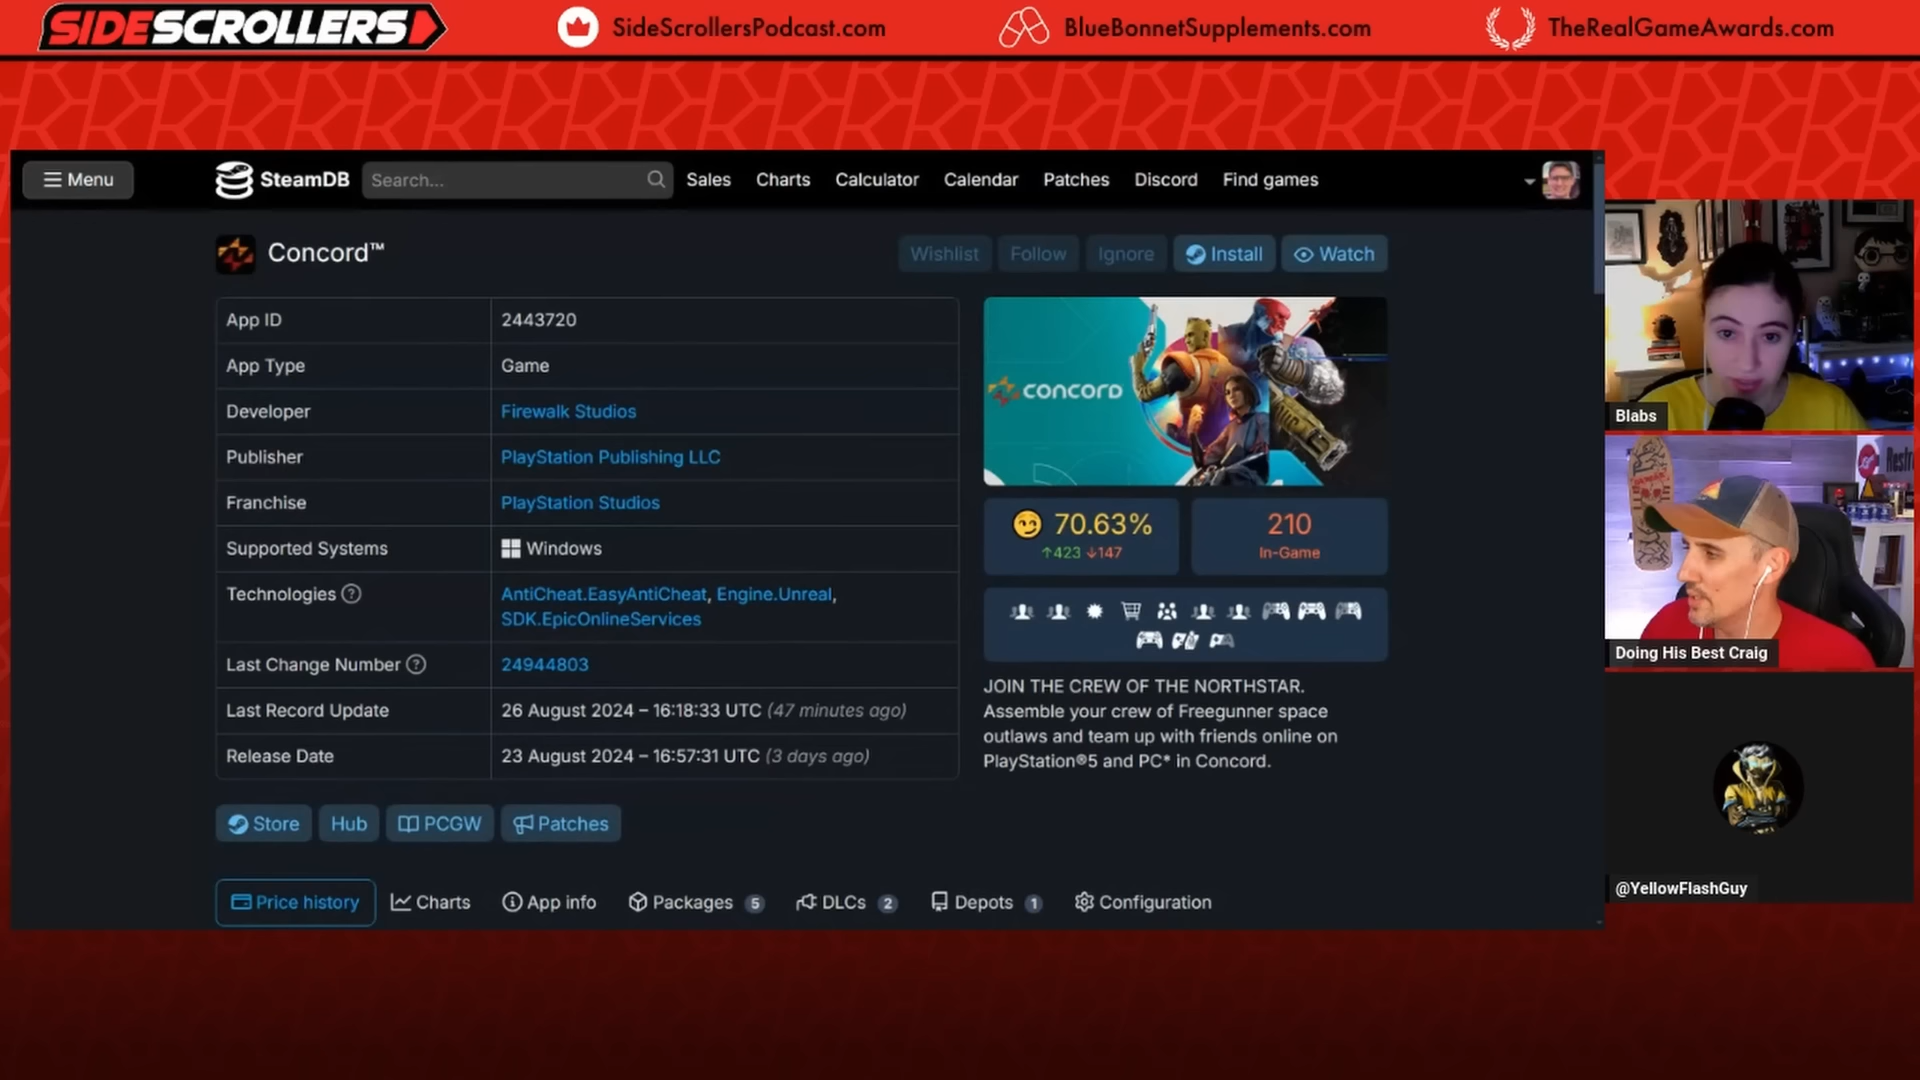 SIDESCROLLERS
SideScrollersPodcast.com
BlueBonnetSupplements.com
TheRealGameAwards.com
Menu
SteamDB
Search...
Sales
Charts
Calculator
Calendar
Patches
Discord
Find games
Concord™
Wishlist
Follow
Ignore
Install
Watch
App ID
2443720
App Type
Game
Developer
Firewalk Studios
Publisher
PlayStation Publishing LLC
Franchise
PlayStation Studios
Supported Systems
Windows
Technologies ?
AntiCheat.EasyAntiCheat, Engine.Unreal,
SDK.EpicOnlineServices
Last Change Number ?
24944803
Last Record Update
26 August 2024 – 16:18:33 UTC (47 minutes ago)
Release Date
23 August 2024 – 16:57:31 UTC (3 days ago)
CONCORD
70.63%
↑423 ↓147
210
In-Game
JOIN THE CREW OF THE NORTHSTAR.
Assemble your crew of Freegunner space
outlaws and team up with friends online on
PlayStation®5 and PC* in Concord.
Store
Hub
PCGW
Patches
Price history
Charts
App info
Packages 5
DLCs 2
Depots 1
Configuration
Blabs
Doing His Best Craig
@YellowFlashGuy